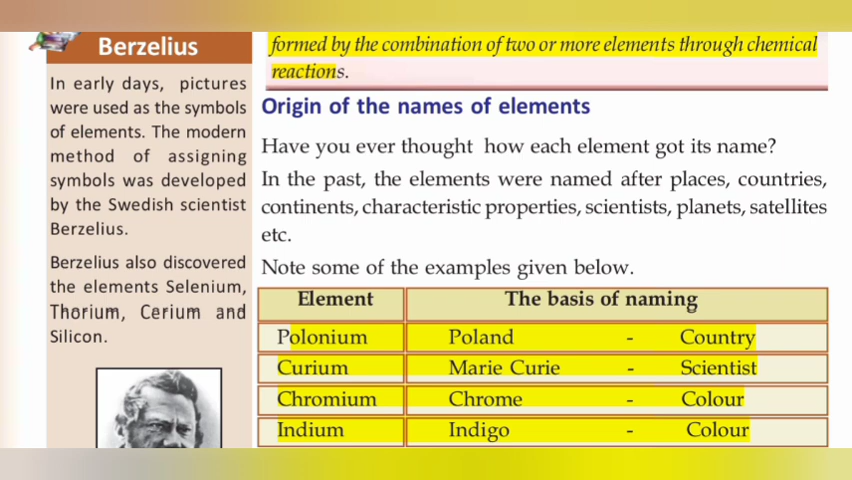 Berzelius
In early days, pictures
were used as the symbols
of elements. The modern
method of assigning
symbols was developed
by the Swedish scientist
Berzelius.
Berzelius also discovered
the elements Selenium,
Thorium, Cerium and
Silicon.
formed by the combination of two or more elements through chemical
reactions.
Origin of the names of elements
Have you ever thought how each element got its name?
In the past, the elements were named after places, countries,
continents, characteristic properties, scientists, planets, satellites
etc.
Note some of the examples given below.
Element The basis of naming
Polonium Poland - Country
Curium Marie Curie - Scientist
Chromium Chrome - Colour
Indium Indigo - Colour